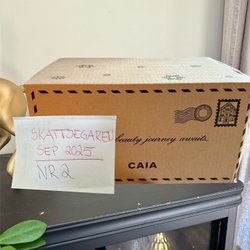 SKATTJEGAREN
SEP 2025
NR 2
beauty journey awaits.
CAIA